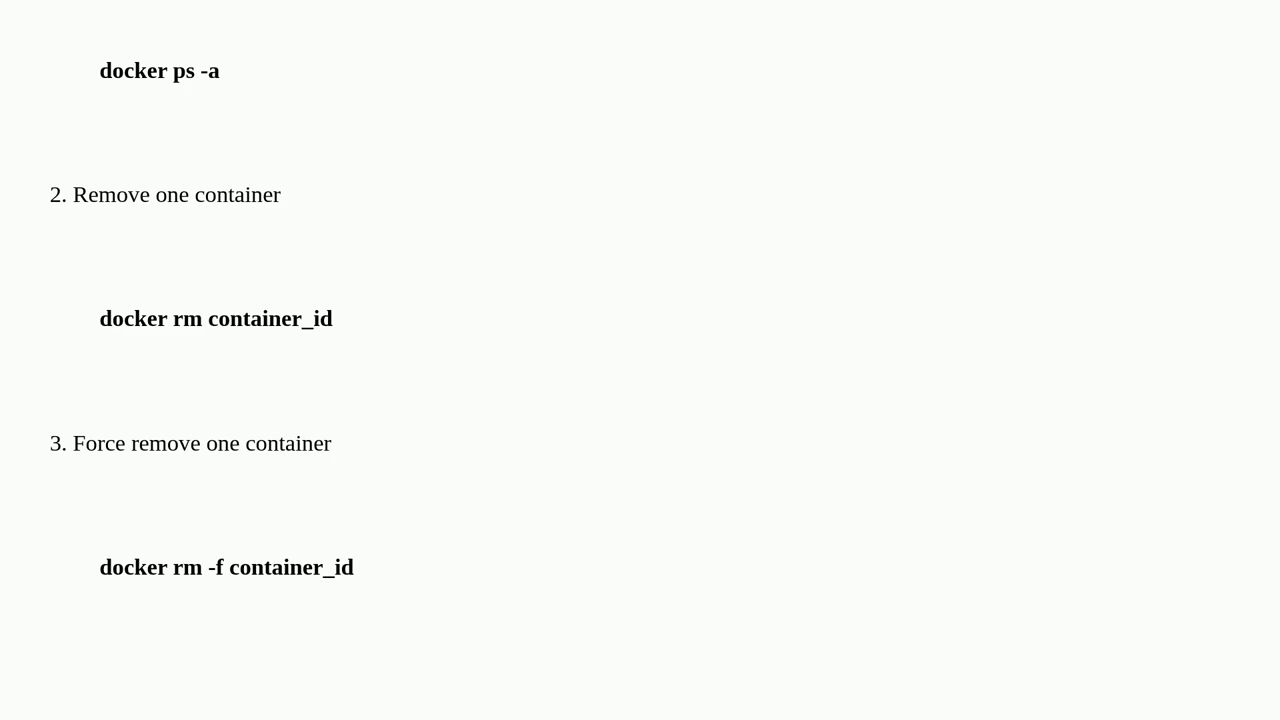 docker ps -a
2. Remove one container
docker rm container_id
3. Force remove one container
docker rm -f container_id